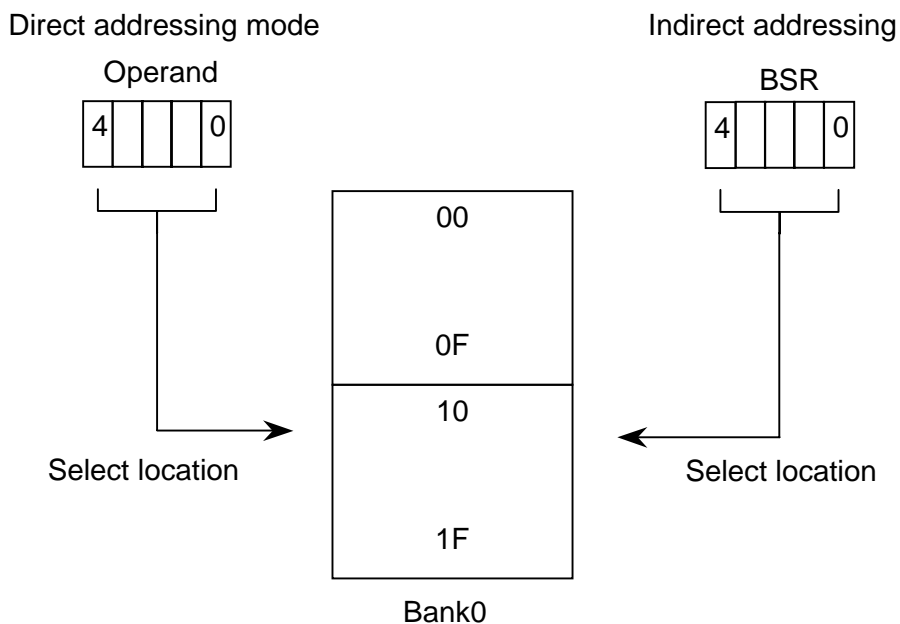 Direct addressing mode
Indirect addressing
Operand
BSR
4 0
4 0
00
0F
10
1F
Select location
Select location
Bank0